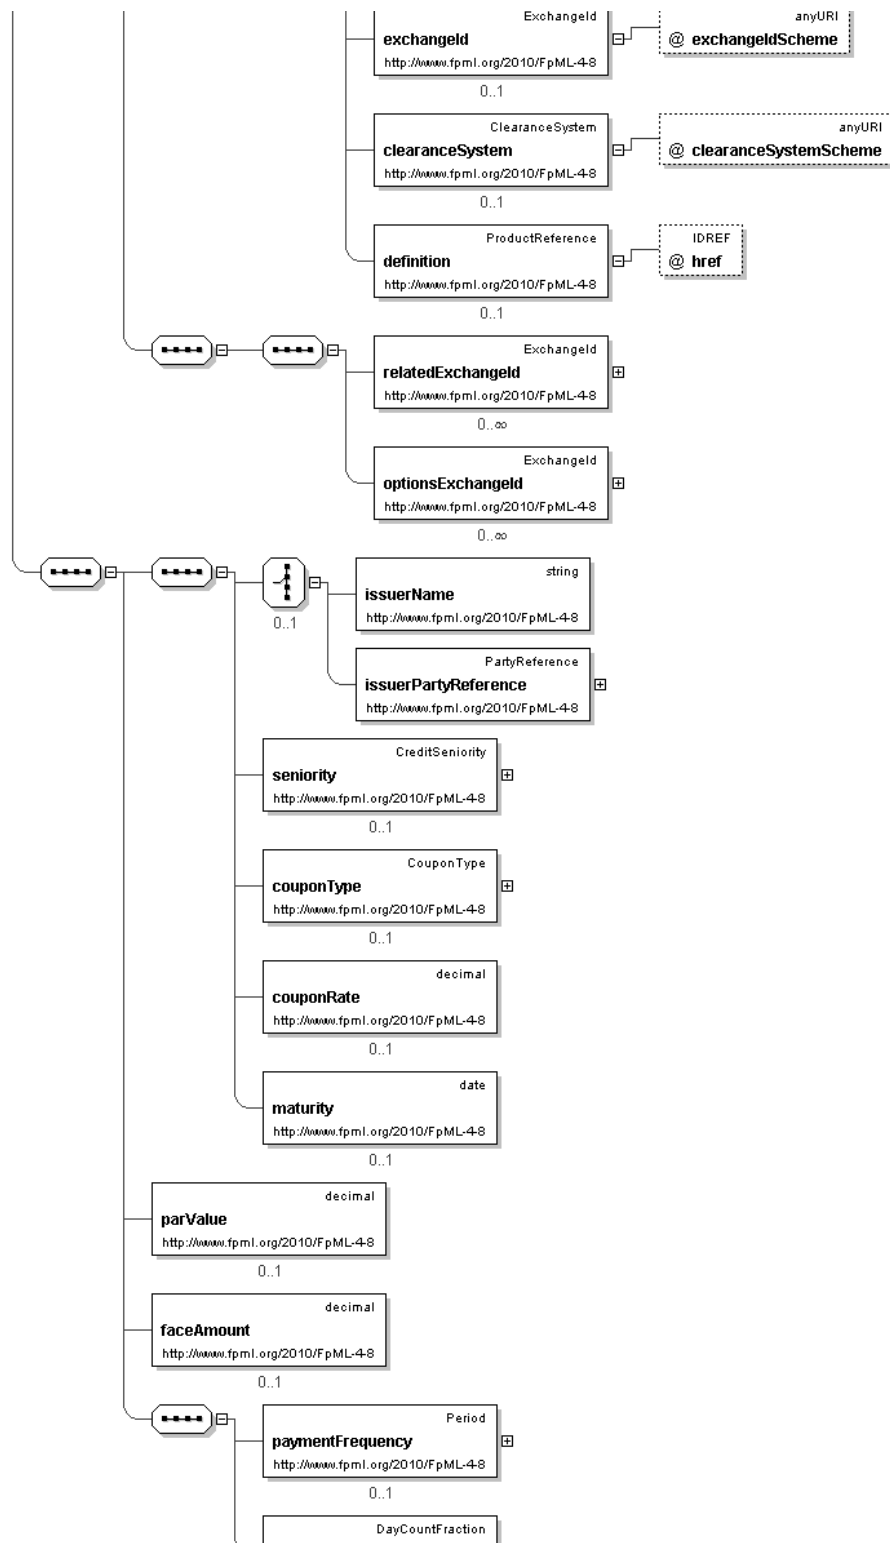 ExchangeId
exchangeId
http://www.fpml.org/2010/FpML-4-8
0..1
anyURI
@ exchangeIdScheme
ClearanceSystem
clearanceSystem
http://www.fpml.org/2010/FpML-4-8
0..1
anyURI
@ clearanceSystemScheme
ProductReference
definition
http://www.fpml.org/2010/FpML-4-8
0..1
IDREF
@ href
ExchangeId
relatedExchangeId
http://www.fpml.org/2010/FpML-4-8
0..∞
ExchangeId
optionsExchangeId
http://www.fpml.org/2010/FpML-4-8
0..∞
0..1
string
issuerName
http://www.fpml.org/2010/FpML-4-8
PartyReference
issuerPartyReference
http://www.fpml.org/2010/FpML-4-8
CreditSeniority
seniority
http://www.fpml.org/2010/FpML-4-8
0..1
CouponType
couponType
http://www.fpml.org/2010/FpML-4-8
0..1
decimal
couponRate
http://www.fpml.org/2010/FpML-4-8
0..1
date
maturity
http://www.fpml.org/2010/FpML-4-8
0..1
decimal
parValue
http://www.fpml.org/2010/FpML-4-8
0..1
decimal
faceAmount
http://www.fpml.org/2010/FpML-4-8
0..1
Period
paymentFrequency
http://www.fpml.org/2010/FpML-4-8
0..1
DayCountFraction